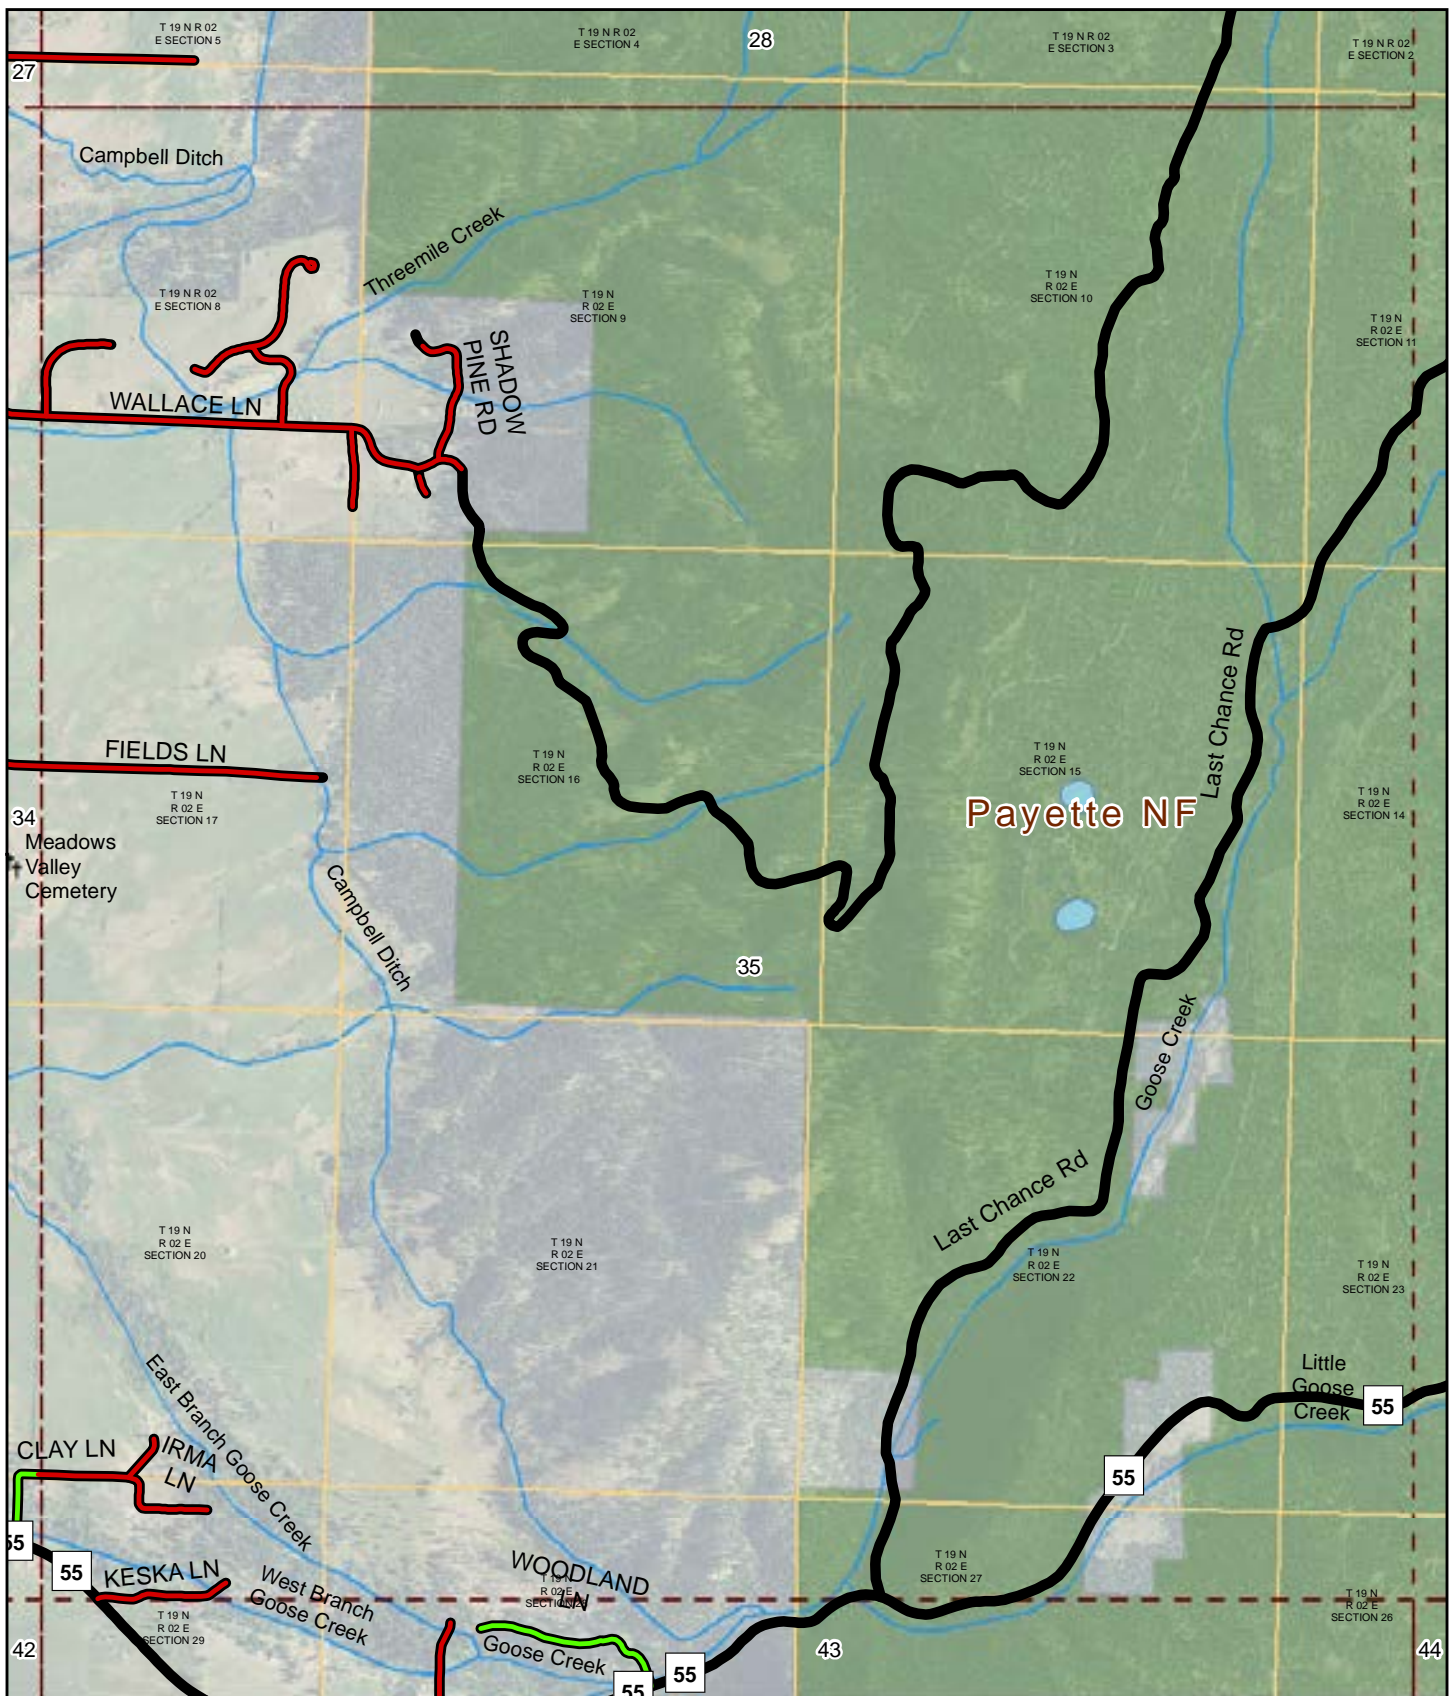 T 19 N R 02
E SECTION 5
T 19 N R 02
E SECTION 4
28
T 19 N R 02
E SECTION 3
T 19 N R 02
E SECTION 2
27
Campbell Ditch
Threemile Creek
T 19 N R 02
E SECTION 8
T 19 N
R 02 E
SECTION 9
T 19 N
R 02 E
SECTION 10
T 19 N
R 02 E
SECTION 11
SHADOW
PINE RD
WALLACE LN
Last Chance Rd
FIELDS LN
T 19 N
R 02 E
SECTION 17
T 19 N
R 02 E
SECTION 16
T 19 N
R 02 E
SECTION 15
Payette NF
T 19 N
R 02 E
SECTION 14
34
Meadows
Valley
Cemetery
Campbell Ditch
35
Goose Creek
Last Chance Rd
T 19 N
R 02 E
SECTION 20
T 19 N
R 02 E
SECTION 21
T 19 N
R 02 E
SECTION 22
T 19 N
R 02 E
SECTION 23
Little
Goose
Creek
55
55
East Branch Goose Creek
CLAY LN
IRMA
LN
55
55
KESKA LN
West Branch
Goose Creek
WOODLAND
LN
T 19 N
R 02 E
T 19 N
R 02 E
SECTION 27
T 19 N
R 02 E
SECTION 26
T 19 N
R 02 E
SECTION 29
42
Goose Creek
55
55
43
44